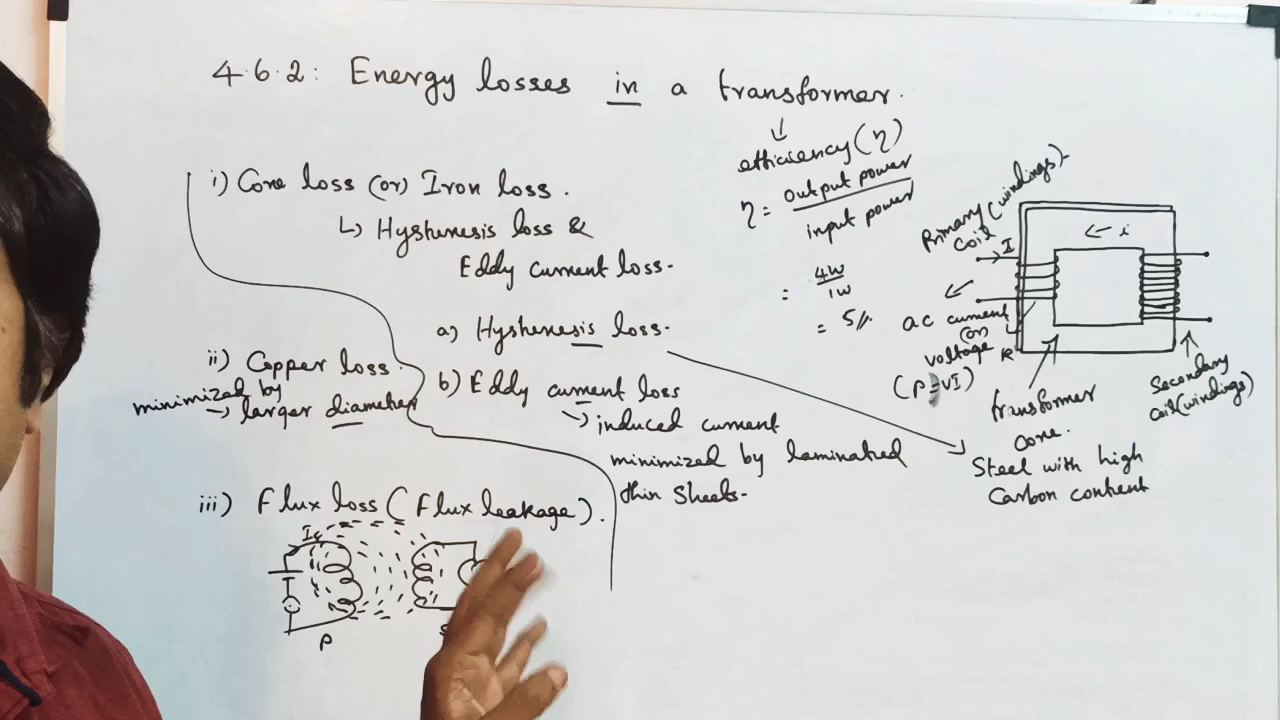 4.6.2: Energy losses in a transformer.
↓
efficiency (η)
η = output power / input power
= 4W / 1W
= 5//.
i) Core loss (or) Iron loss.
↳ Hysteresis loss &
Eddy current loss.
a) Hysteresis loss.
b) Eddy current loss
↳ induced current
minimized by laminated
thin sheets.
ii) Copper loss.
minimized by
→ larger diameter
iii) Flux loss (Flux leakage).
I
P
S
Primary (windings)
coil
I
← i
ac current
(or)
voltage
R
(P=VI)
transformer
core.
Steel with high
Carbon content
Secondary
coil (windings)